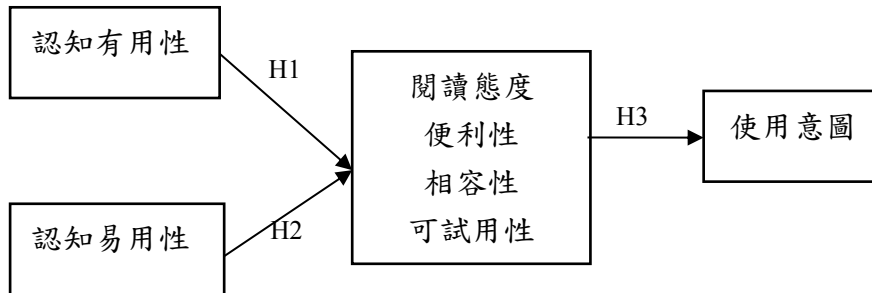 認知有用性
H1
閱讀態度
便利性
相容性
可試用性
H3
使用意圖
認知易用性
H2